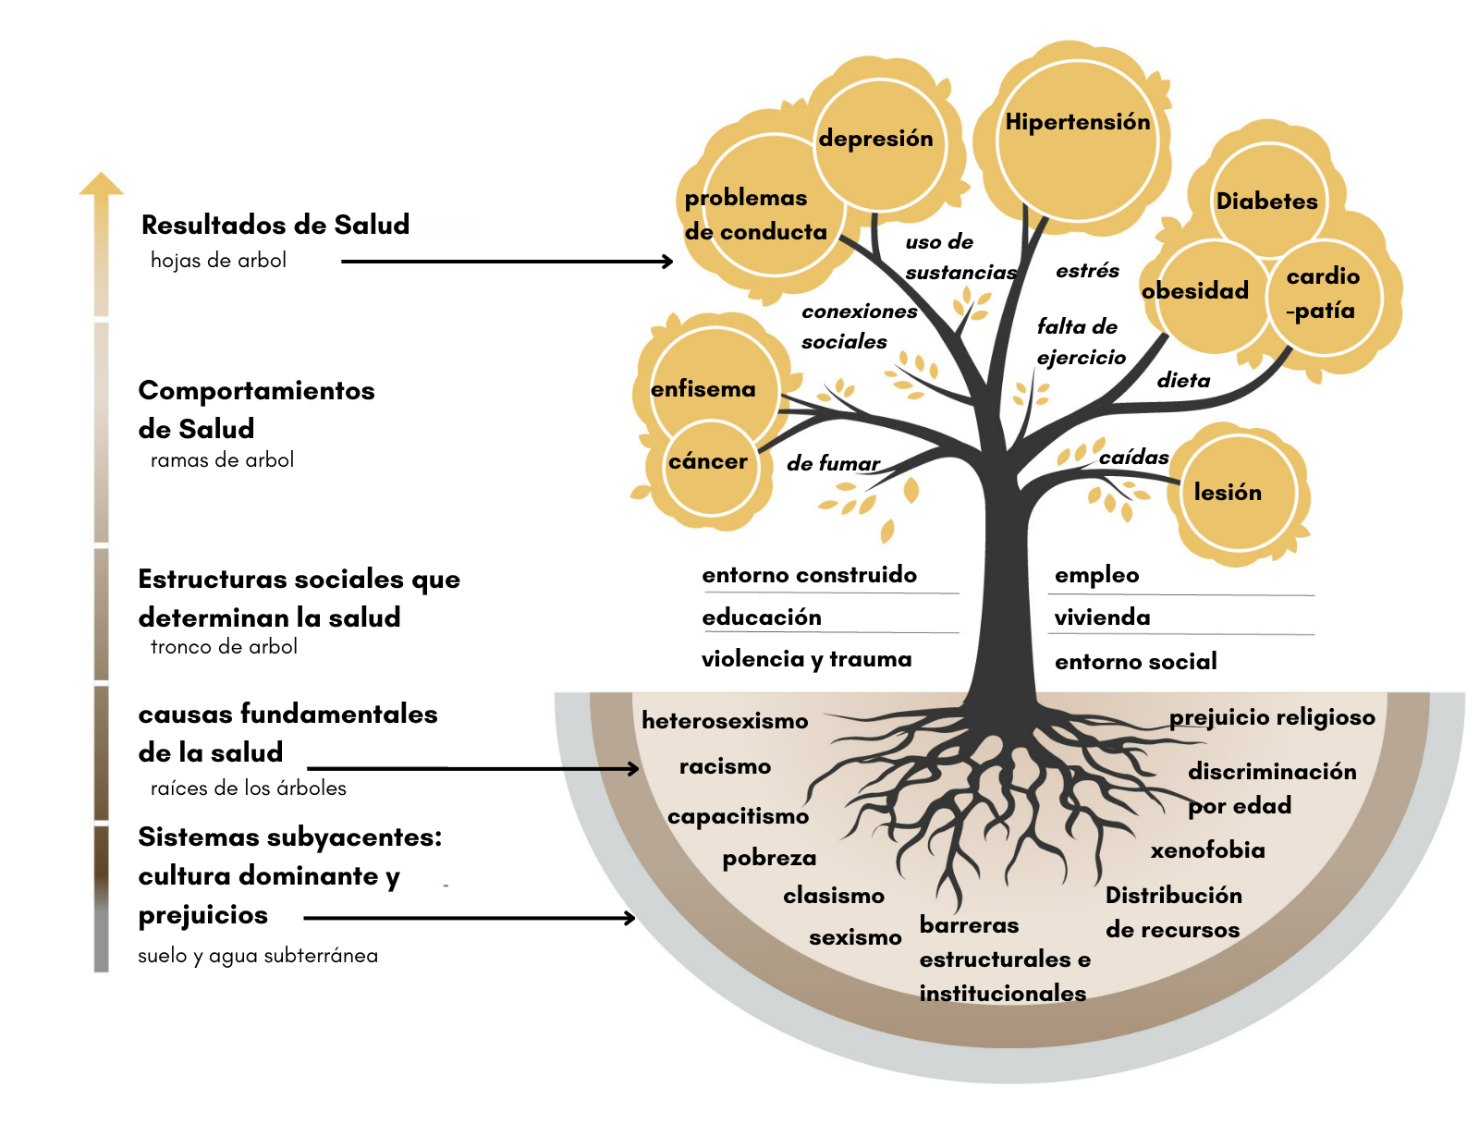 Resultados de Salud
hojas de arbol
Comportamientos
de Salud
ramas de arbol
Estructuras sociales que
determinan la salud
tronco de arbol
causas fundamentales
de la salud
raíces de los árboles
Sistemas subyacentes:
cultura dominante y
prejuicios
suelo y agua subterránea
depresión
problemas
de conducta
Hipertensión
Diabetes
obesidad
cardio
-patía
uso de
sustancias
estrés
conexiones
sociales
falta de
ejercicio
dieta
enfisema
cáncer
de fumar
caídas
lesión
entorno construido
educación
violencia y trauma
empleo
vivienda
entorno social
heterosexismo
racismo
capacitismo
pobreza
clasismo
sexismo
barreras
estructurales e
institucionales
prejuicio religioso
discriminación
por edad
xenofobia
Distribución
de recursos